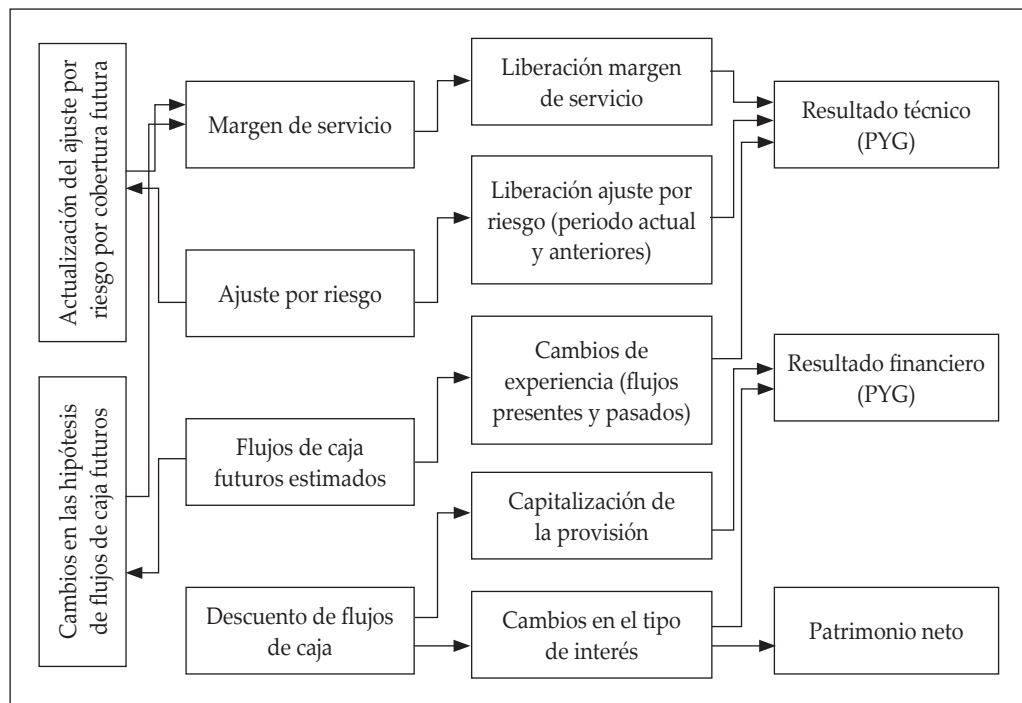 Actualización del ajuste por
riesgo por cobertura futura
Cambios en las hipótesis
de flujos de caja futuros
Margen de servicio
Ajuste por riesgo
Flujos de caja
futuros estimados
Descuento de flujos
de caja
Liberación margen
de servicio
Liberación ajuste por
riesgo (periodo actual
y anteriores)
Cambios de
experiencia (flujos
presentes y pasados)
Capitalización de
la provisión
Cambios en el tipo
de interés
Resultado técnico
(PYG)
Resultado financiero
(PYG)
Patrimonio neto